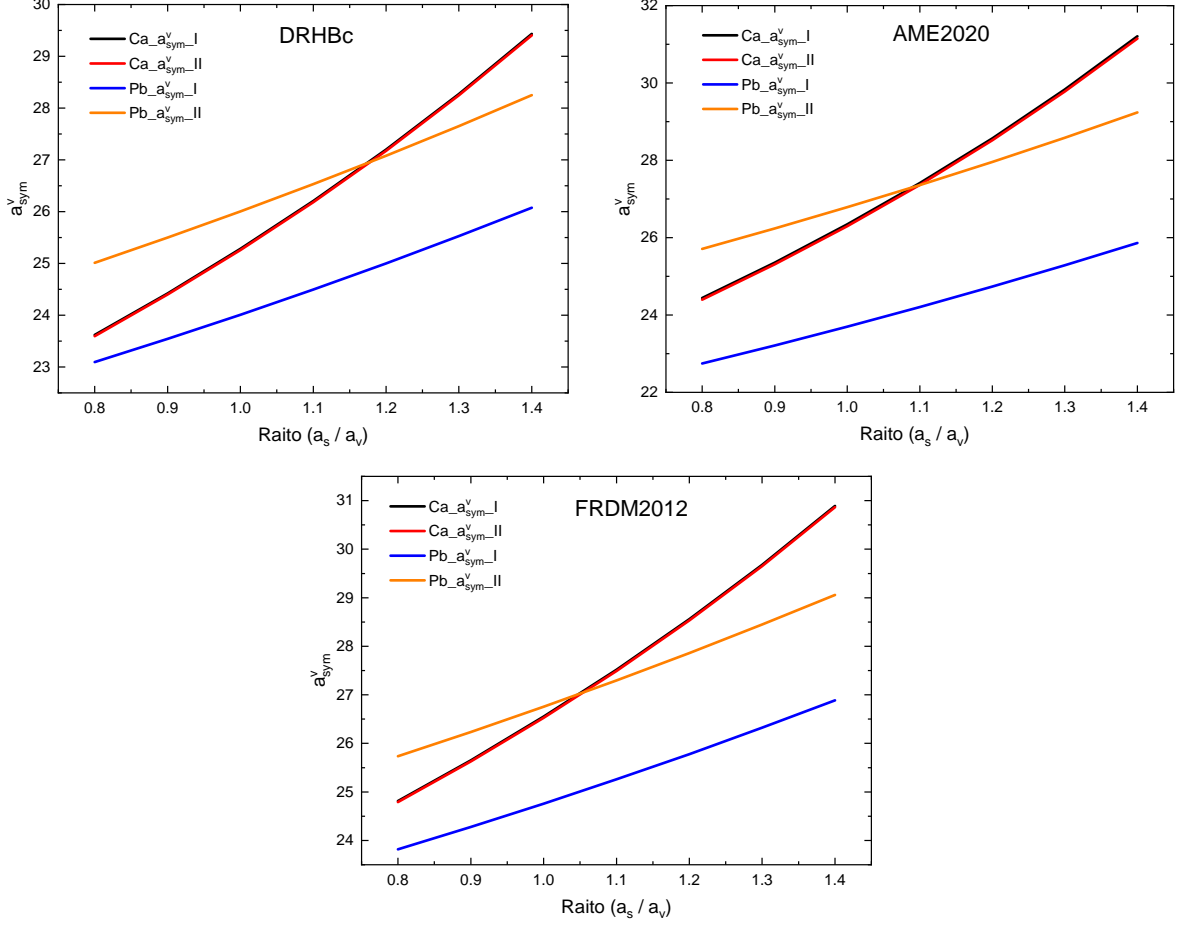 DRHBc
Ca_a^v_sym_I
Ca_a^v_sym_II
Pb_a^v_sym_I
Pb_a^v_sym_II
30
29
28
27
26
25
24
23
a^v_sym
0.8 0.9 1.0 1.1 1.2 1.3 1.4
Raito (a_s / a_v)
AME2020
Ca_a^v_sym_I
Ca_a^v_sym_II
Pb_a^v_sym_I
Pb_a^v_sym_II
32
30
28
26
24
22
a^v_sym
0.8 0.9 1.0 1.1 1.2 1.3 1.4
Raito (a_s / a_v)
FRDM2012
Ca_a^v_sym_I
Ca_a^v_sym_II
Pb_a^v_sym_I
Pb_a^v_sym_II
31
30
29
28
27
26
25
24
a^v_sym
0.8 0.9 1.0 1.1 1.2 1.3 1.4
Raito (a_s / a_v)